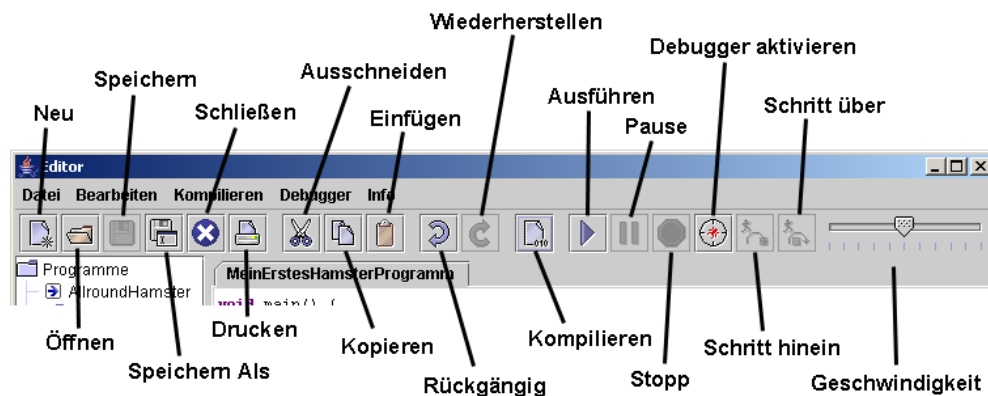 Wiederherstellen
Debugger aktivieren
Speichern
Ausschneiden
Ausführen
Schritt über
Neu
Schließen
Einfügen
Pause
Editor
Datei Bearbeiten Kompilieren Debugger Info
010
Programme
MeinErstesHamsterProgramm
AllroundHamster
void main() {
Öffnen
Drucken
Kopieren
Kompilieren
Schritt hinein
Speichern Als
Rückgängig
Stopp
Geschwindigkeit